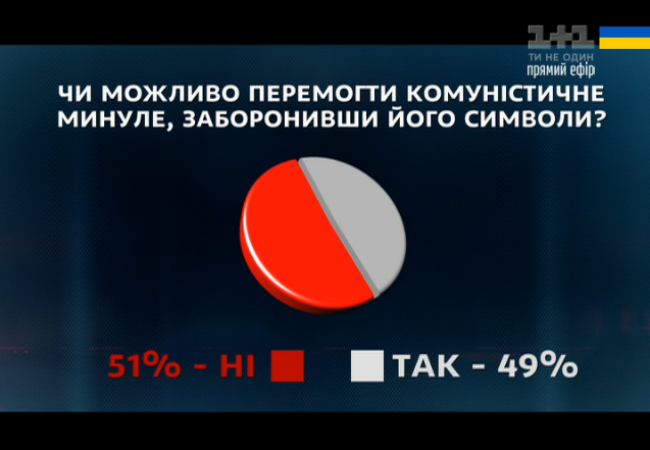 1+1
ТИ НЕ ОДИН
ПРЯМИЙ ЕФІР
ЧИ МОЖЛИВО ПЕРЕМОГТИ КОМУНІСТИЧНЕ
МИНУЛЕ, ЗАБОРОНИВШИ ЙОГО СИМВОЛИ?
51% - НІ
ТАК - 49%